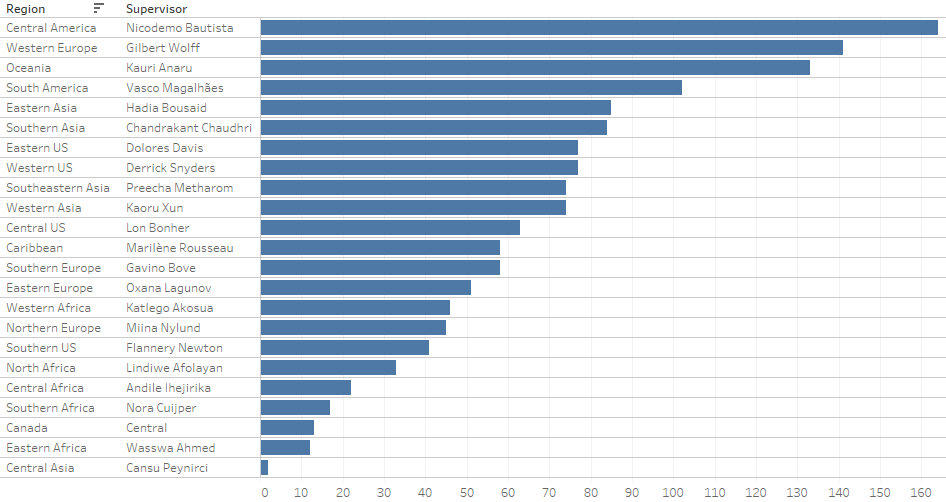 Region Supervisor
Central America Nicodemo Bautista
Western Europe Gilbert Wolff
Oceania Kauri Anaru
South America Vasco Magalhães
Eastern Asia Hadia Bousaid
Southern Asia Chandrakant Chaudhri
Eastern US Dolores Davis
Western US Derrick Snyders
Southeastern Asia Preecha Metharom
Western Asia Kaoru Xun
Central US Lon Bonher
Caribbean Marilène Rousseau
Southern Europe Gavino Bove
Eastern Europe Oxana Lagunov
Western Africa Katlego Akosua
Northern Europe Miina Nylund
Southern US Flannery Newton
North Africa Lindiwe Afolayan
Central Africa Andile Ihejirika
Southern Africa Nora Cuijper
Canada Central
Eastern Africa Wasswa Ahmed
Central Asia Cansu Peynirci
0 10 20 30 40 50 60 70 80 90 100 110 120 130 140 150 160